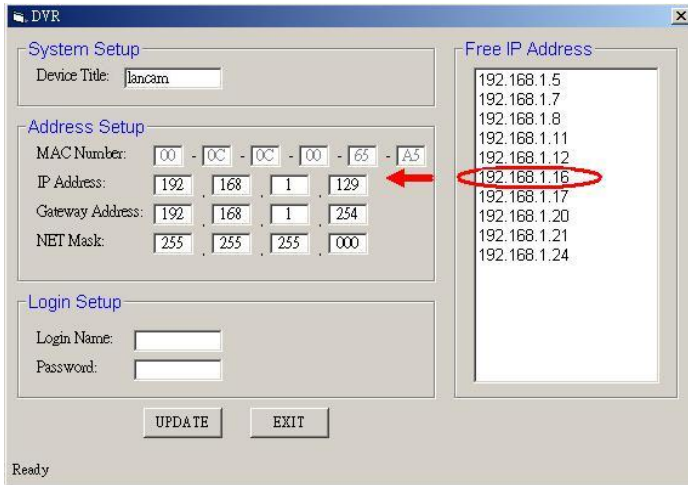 DVR
System Setup
Device Title: lancam
Address Setup
MAC Number: 00 - 0C - 0C - 00 - 65 - A5
IP Address: 192 . 168 . 1 . 129
Gateway Address: 192 . 168 . 1 . 254
NET Mask: 255 . 255 . 255 . 000
Login Setup
Login Name:
Password:
UPDATE EXIT
Ready
Free IP Address
192.168.1.5
192.168.1.7
192.168.1.8
192.168.1.11
192.168.1.12
192.168.1.16
192.168.1.17
192.168.1.20
192.168.1.21
192.168.1.24